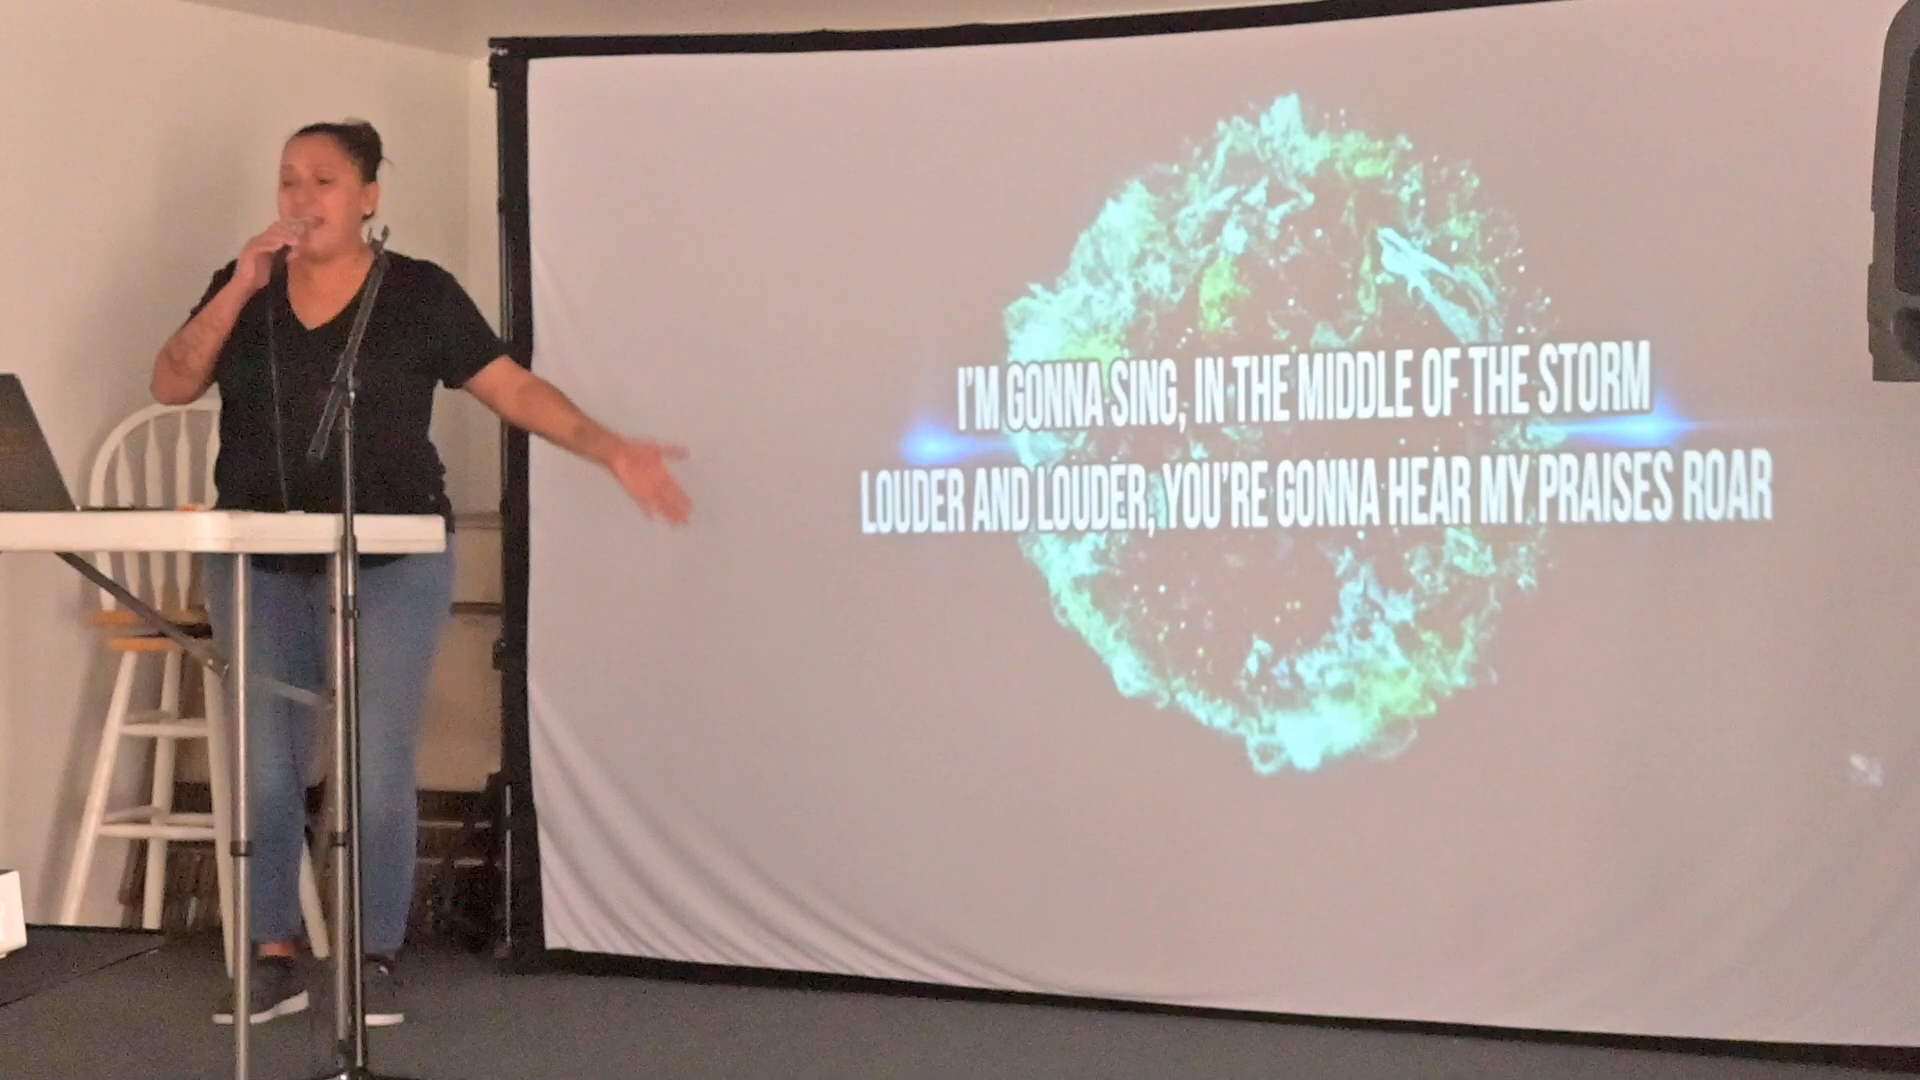 I'M GONNA SING, IN THE MIDDLE OF THE STORM
LOUDER AND LOUDER, YOU'RE GONNA HEAR MY PRAISES ROAR